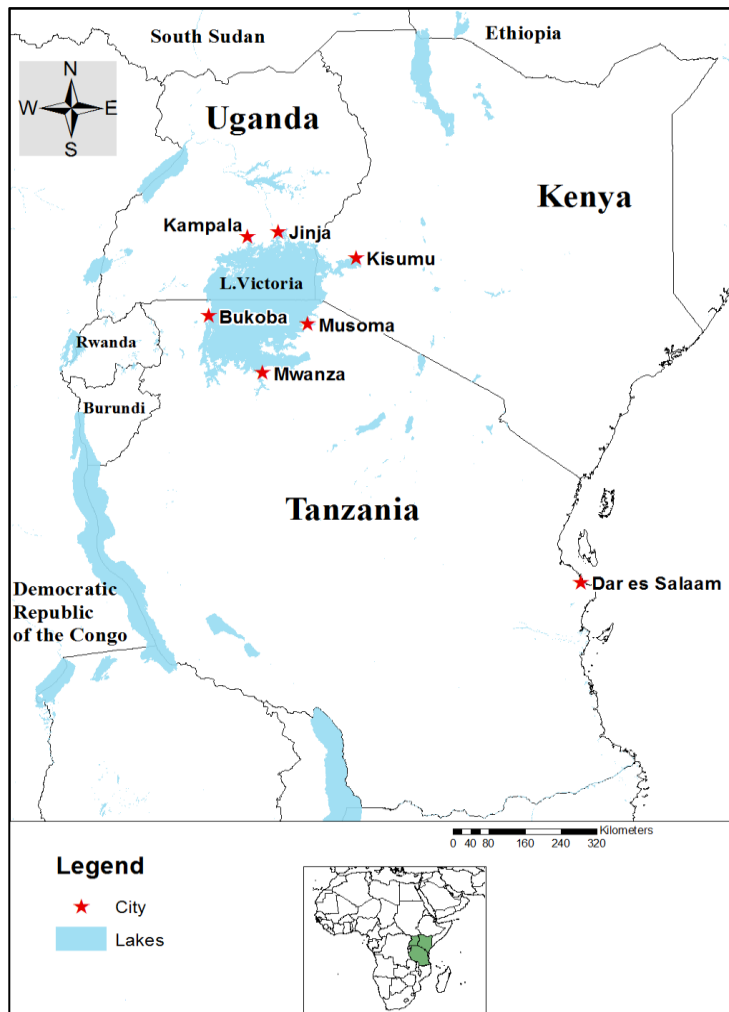 South Sudan
Ethiopia
N
W E
S
Uganda
Kenya
Kampala
Jinja
Kisumu
L.Victoria
Bukoba
Musoma
Rwanda
Mwanza
Burundi
Tanzania
Dar es Salaam
Democratic
Republic
of the Congo
Kilometers
0 40 80 160 240 320
Legend
City
Lakes